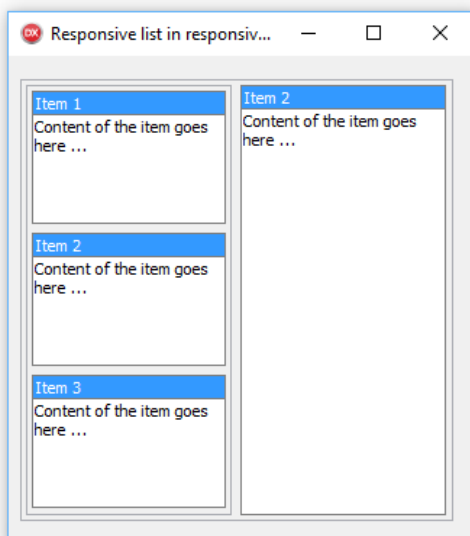 DX
Responsive list in responsiv...
Item 1
Content of the item goes
here ...
Item 2
Content of the item goes
here ...
Item 3
Content of the item goes
here ...
Item 2
Content of the item goes
here ...